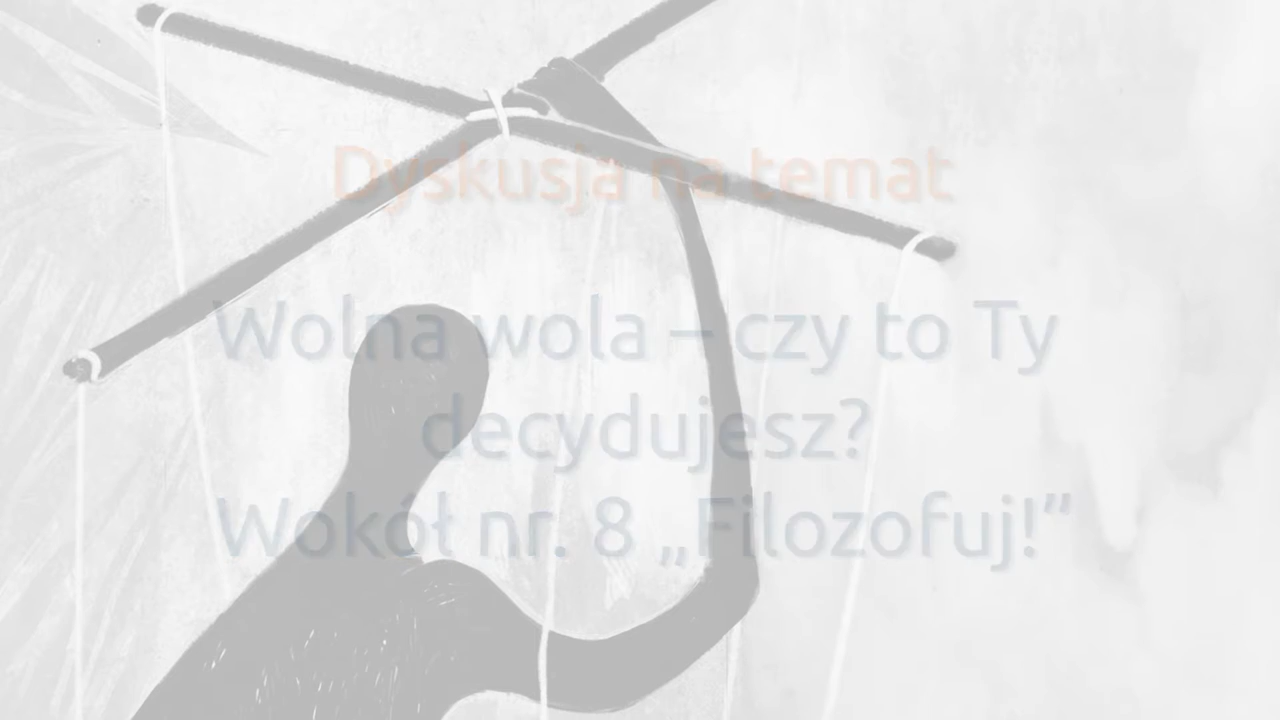 Dyskusja na temat
Wolna wola – czy to Ty
decydujesz?
Wokół nr. 8 „Filozofuj!”